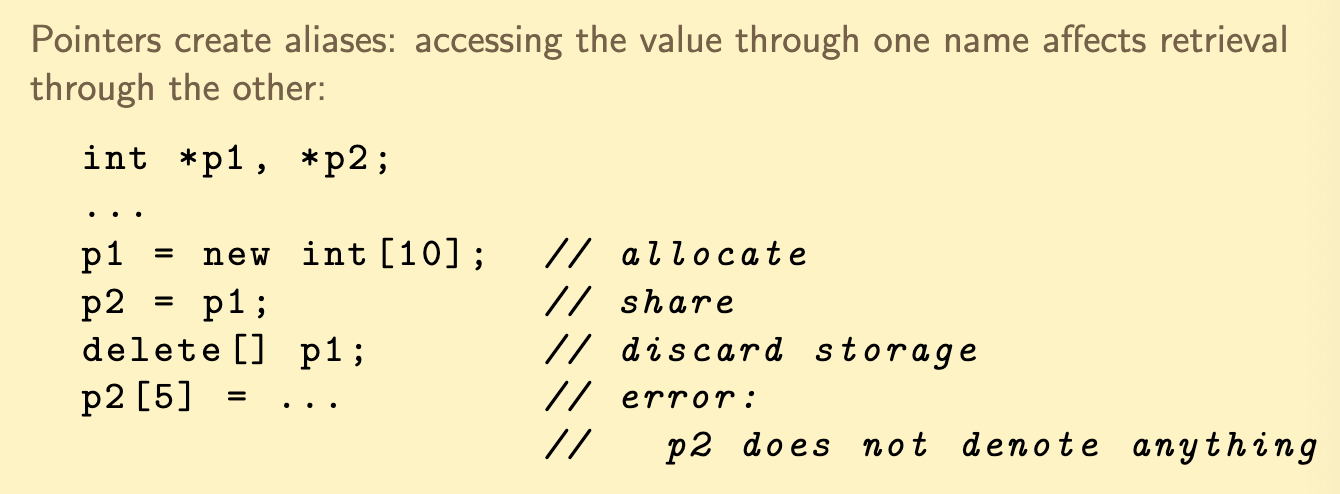 Pointers create aliases: accessing the value through one name affects retrieval
through the other:
int *p1, *p2;
...
p1 = new int[10]; // allocate
p2 = p1; // share
delete[] p1; // discard storage
p2[5] = ... // error:
// p2 does not denote anything